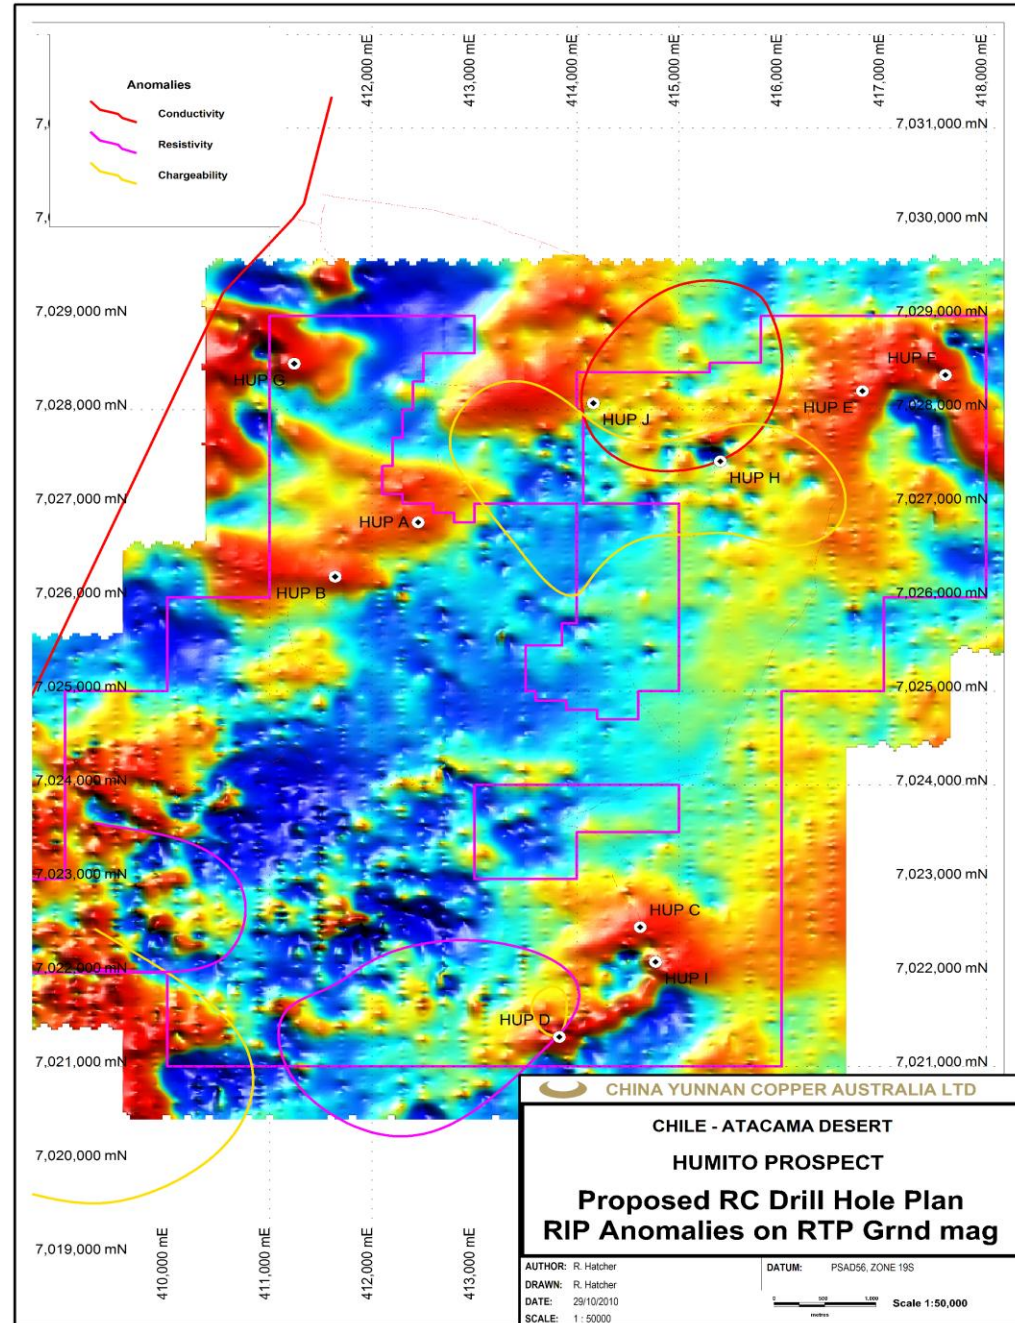 412,000 mE
413,000 mE
414,000 mE
415,000 mE
416,000 mE
417,000 mE
418,000 mE
Anomalies
Conductivity
Resistivity
Chargeability
7,0
7,031,000 mN
7,0
7,030,000 mN
7,029,000 mN
7,029,000 mN
HUP G
HUP F
HUP E
7,028,000 mN
7,028,000 mN
HUP J
HUP H
7,027,000 mN
7,027,000 mN
HUP A
HUP B
7,026,000 mN
7,026,000 mN
7,025,000 mN
7,025,000 mN
7,024,000 mN
7,024,000 mN
7,023,000 mN
7,023,000 mN
HUP C
7,022,000 mN
7,022,000 mN
HUP I
HUP D
7,021,000 mN
7,021,000 mN
7,020,000 mN
7,019,000 mN
410,000 mE
411,000 mE
412,000 mE
413,000 mE
CHINA YUNNAN COPPER AUSTRALIA LTD
CHILE - ATACAMA DESERT
HUMITO PROSPECT
Proposed RC Drill Hole Plan
RIP Anomalies on RTP Grnd mag
AUTHOR: R. Hatcher
DRAWN: R. Hatcher
DATE: 29/10/2010
SCALE: 1 : 50000
DATUM: PSAD56, ZONE 19S
0 500 1,000
metres
Scale 1:50,000